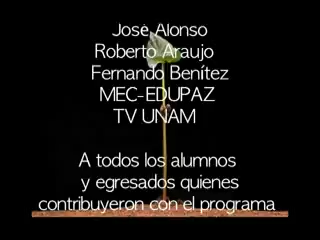 José Alonso
Roberto Araujo
Fernando Benítez
MEC-EDUPAZ
TV UNAM
A todos los alumnos
y egresados quienes
contribuyeron con el programa